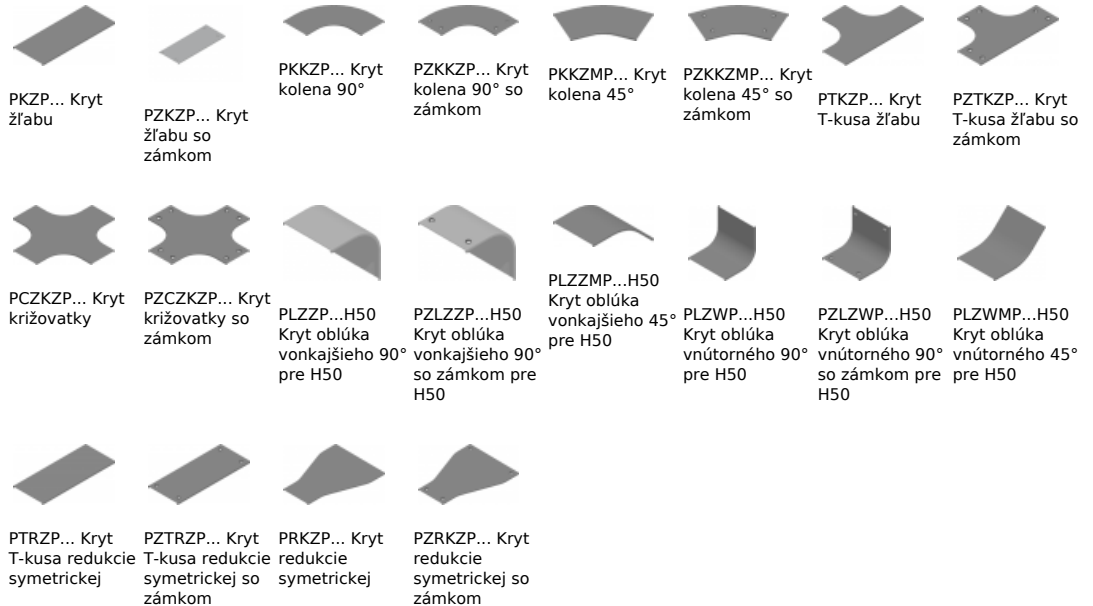 PKZP... Kryt
žľabu
PZKZP... Kryt
žľabu so
zámkom
PKKZP... Kryt
kolena 90°
PZKKZP... Kryt
kolena 90° so
zámkom
PKKZMP... Kryt
kolena 45°
PZKKZMP... Kryt
kolena 45° so
zámkom
PTKZP... Kryt
T-kusa žľabu
PZTKZP... Kryt
T-kusa žľabu so
zámkom
PCZKZP... Kryt
križovatky
PZCZKZP... Kryt
križovatky so
zámkom
PLZZP...H50
Kryt oblúka
vonkajšieho 90°
pre H50
PZLZZP...H50
Kryt oblúka
vonkajšieho 90°
so zámkom pre
H50
PLZZMP...H50
Kryt oblúka
vonkajšieho 45°
pre H50
PLZWP...H50
Kryt oblúka
vnútorného 90°
pre H50
PZLZWP...H50
Kryt oblúka
vnútorného 90°
so zámkom pre
H50
PLZWMP...H50
Kryt oblúka
vnútorného 45°
pre H50
PTRZP... Kryt
T-kusa redukcie
symetrickej
PZTRZP... Kryt
T-kusa redukcie
symetrickej so
zámkom
PRKZP... Kryt
redukcie
symetrickej
PZRKZP... Kryt
redukcie
symetrickej so
zámkom